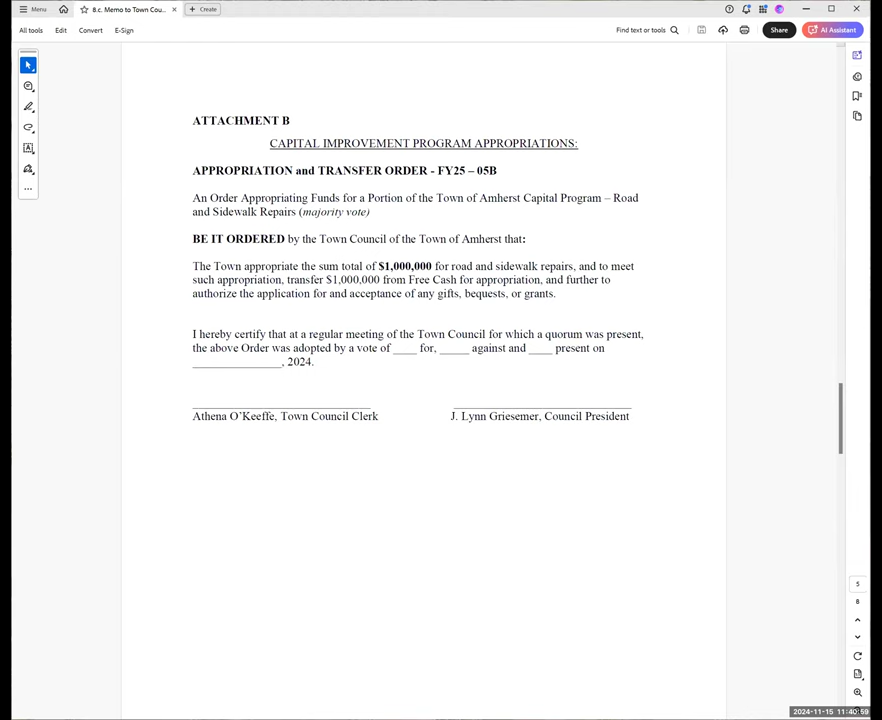 Menu
8.c. Memo to Town Cou...
Create
All tools
Edit
Convert
E-Sign
Find text or tools
Share
AI Assistant
ATTACHMENT B
CAPITAL IMPROVEMENT PROGRAM APPROPRIATIONS:
APPROPRIATION and TRANSFER ORDER - FY25 – 05B
An Order Appropriating Funds for a Portion of the Town of Amherst Capital Program – Road
and Sidewalk Repairs (majority vote)
BE IT ORDERED by the Town Council of the Town of Amherst that:
The Town appropriate the sum total of $1,000,000 for road and sidewalk repairs, and to meet
such appropriation, transfer $1,000,000 from Free Cash for appropriation, and further to
authorize the application for and acceptance of any gifts, bequests, or grants.
I hereby certify that at a regular meeting of the Town Council for which a quorum was present,
the above Order was adopted by a vote of ____ for, _____ against and ____ present on
_______________, 2024.
Athena O'Keeffe, Town Council Clerk
J. Lynn Griesemer, Council President
5
8
2024-11-15 11:40:59